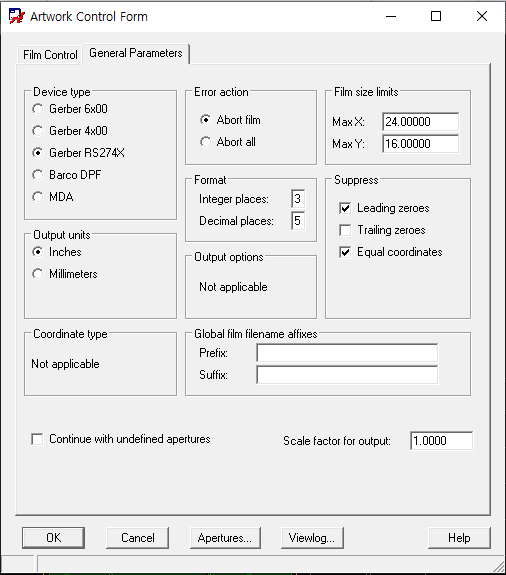 Artwork Control Form
Film Control
General Parameters
Device type
Gerber 6x00
Gerber 4x00
Gerber RS274X
Barco DPF
MDA
Error action
Abort film
Abort all
Film size limits
Max X: 24.00000
Max Y: 16.00000
Format
Integer places: 3
Decimal places: 5
Suppress
Leading zeroes
Trailing zeroes
Equal coordinates
Output units
Inches
Millimeters
Output options
Not applicable
Coordinate type
Not applicable
Global film filename affixes
Prefix:
Suffix:
Continue with undefined apertures
Scale factor for output: 1.0000
OK
Cancel
Apertures...
Viewlog...
Help